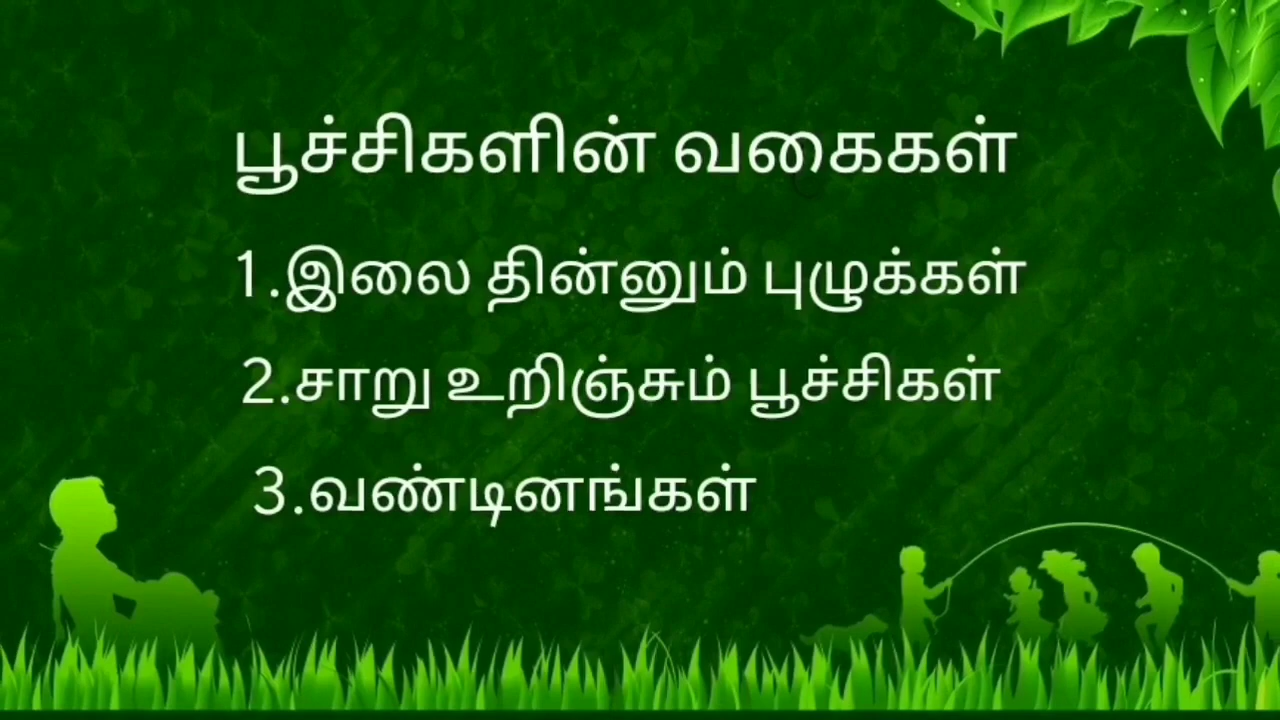 பூச்சிகளின் வகைகள்
1.இலை தின்னும் புழுக்கள்
2.சாறு உறிஞ்சும் பூச்சிகள்
3.வண்டினங்கள்